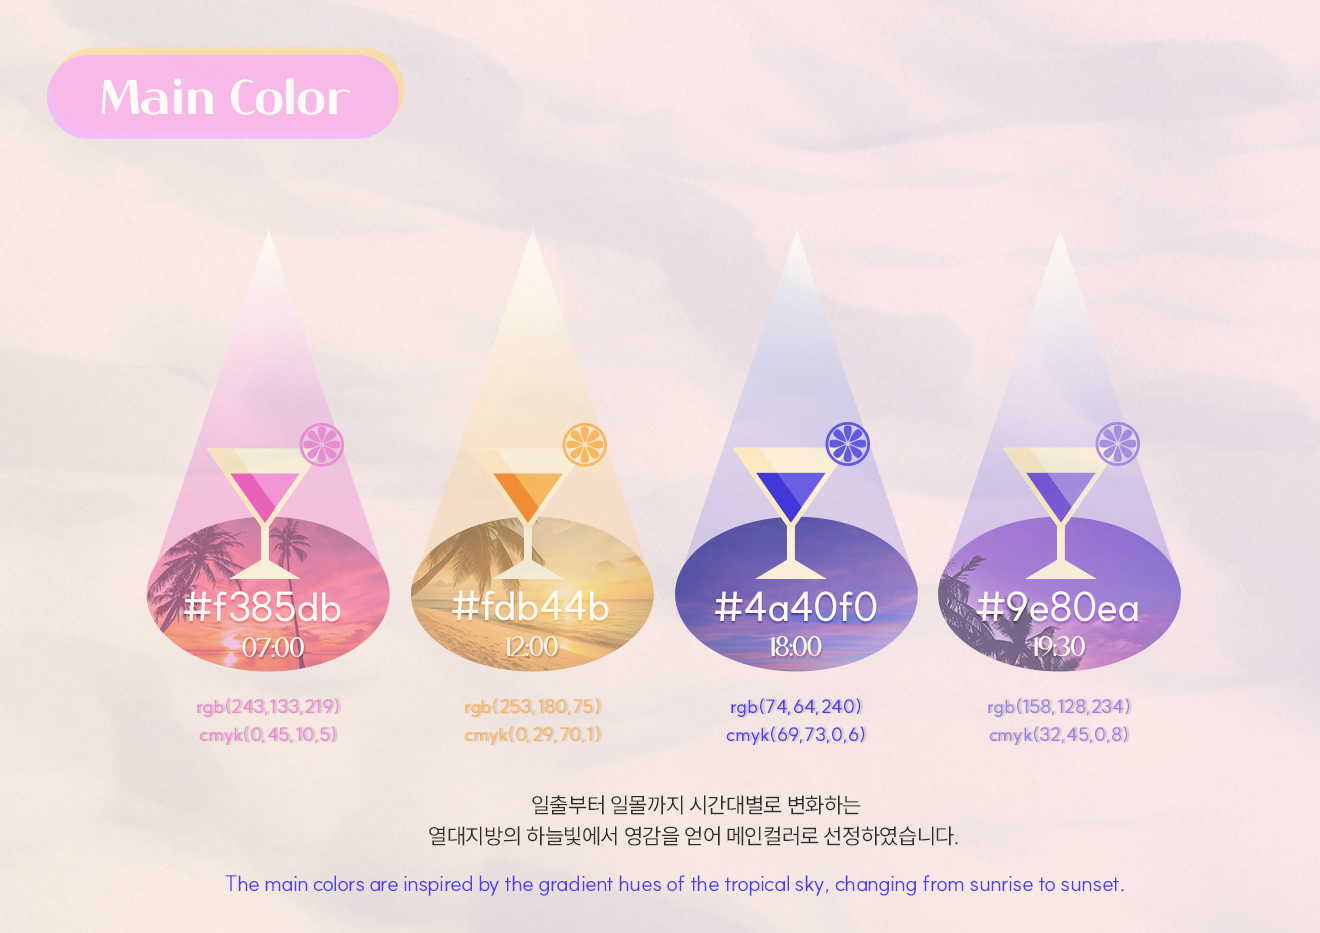 Main Color
#f385db
07:00
rgb(243,133,219)
cmyk(0,45,10,5)
#fdb44b
12:00
rgb(253,180,75)
cmyk(0,29,70,1)
#4a40f0
18:00
rgb(74,64,240)
cmyk(69,73,0,6)
#9e80ea
19:30
rgb(158,128,234)
cmyk(32,45,0,8)
일출부터 일몰까지 시간대별로 변화하는
열대지방의 하늘빛에서 영감을 얻어 메인컬러로 선정하였습니다.
The main colors are inspired by the gradient hues of the tropical sky, changing from sunrise to sunset.